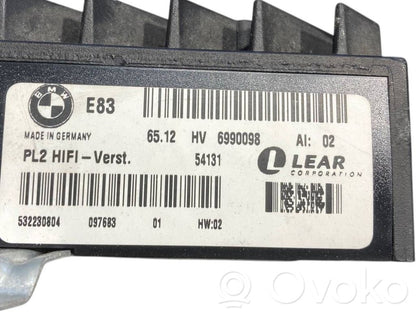 BMW
E83
MADE IN GERMANY
65.12 HV 6990098 AI: 02
PL2 HIFI-Verst.
54131
LEAR
CORPORATION
532230804 097683 01 HW:02
Ovoko